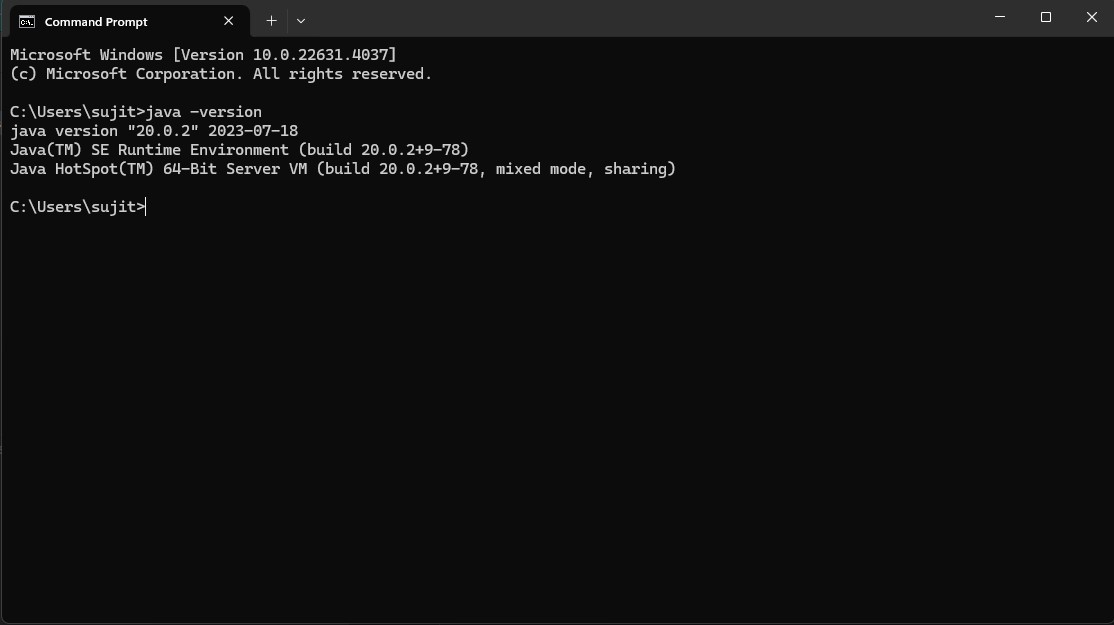 Command Prompt
Microsoft Windows [Version 10.0.22631.4037]
(c) Microsoft Corporation. All rights reserved.
C:\Users\sujit>java -version
java version "20.0.2" 2023-07-18
Java(TM) SE Runtime Environment (build 20.0.2+9-78)
Java HotSpot(TM) 64-Bit Server VM (build 20.0.2+9-78, mixed mode, sharing)
C:\Users\sujit>